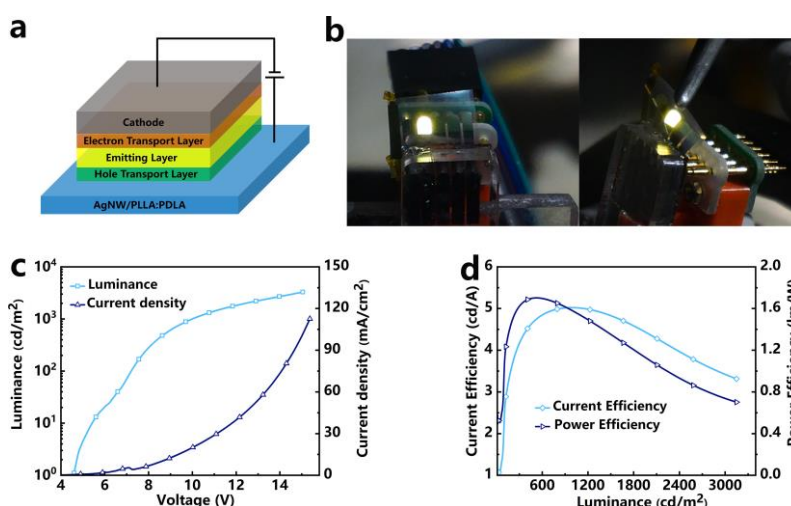 a
Cathode
Electron Transport Layer
Emitting Layer
Hole Transport Layer
AgNW/PLLA:PDLA
b
c
Luminance (cd/m²)
10⁴
10³
10²
10¹
10⁰
Luminance
Current density
150
120
90
60
30
0
Current density (mA/cm²)
4 6 8 10 12 14
Voltage (V)
d
Current Efficiency (cd/A)
6
5
4
3
2
1
Current Efficiency
Power Efficiency
2.0
1.6
1.2
0.8
0.4
0.0
Power Efficiency (lm/W)
600 1200 1800 2400 3000
Luminance (cd/m²)